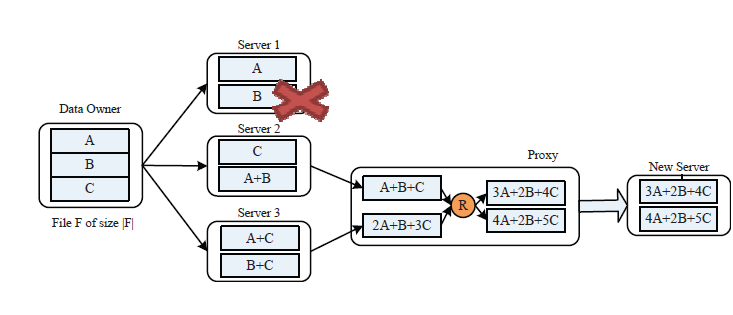 Data Owner
A
B
C
File F of size |F|
Server 1
A
B
Server 2
C
A+B
Server 3
A+C
B+C
Proxy
A+B+C
2A+B+3C
R
3A+2B+4C
4A+2B+5C
New Server
3A+2B+4C
4A+2B+5C